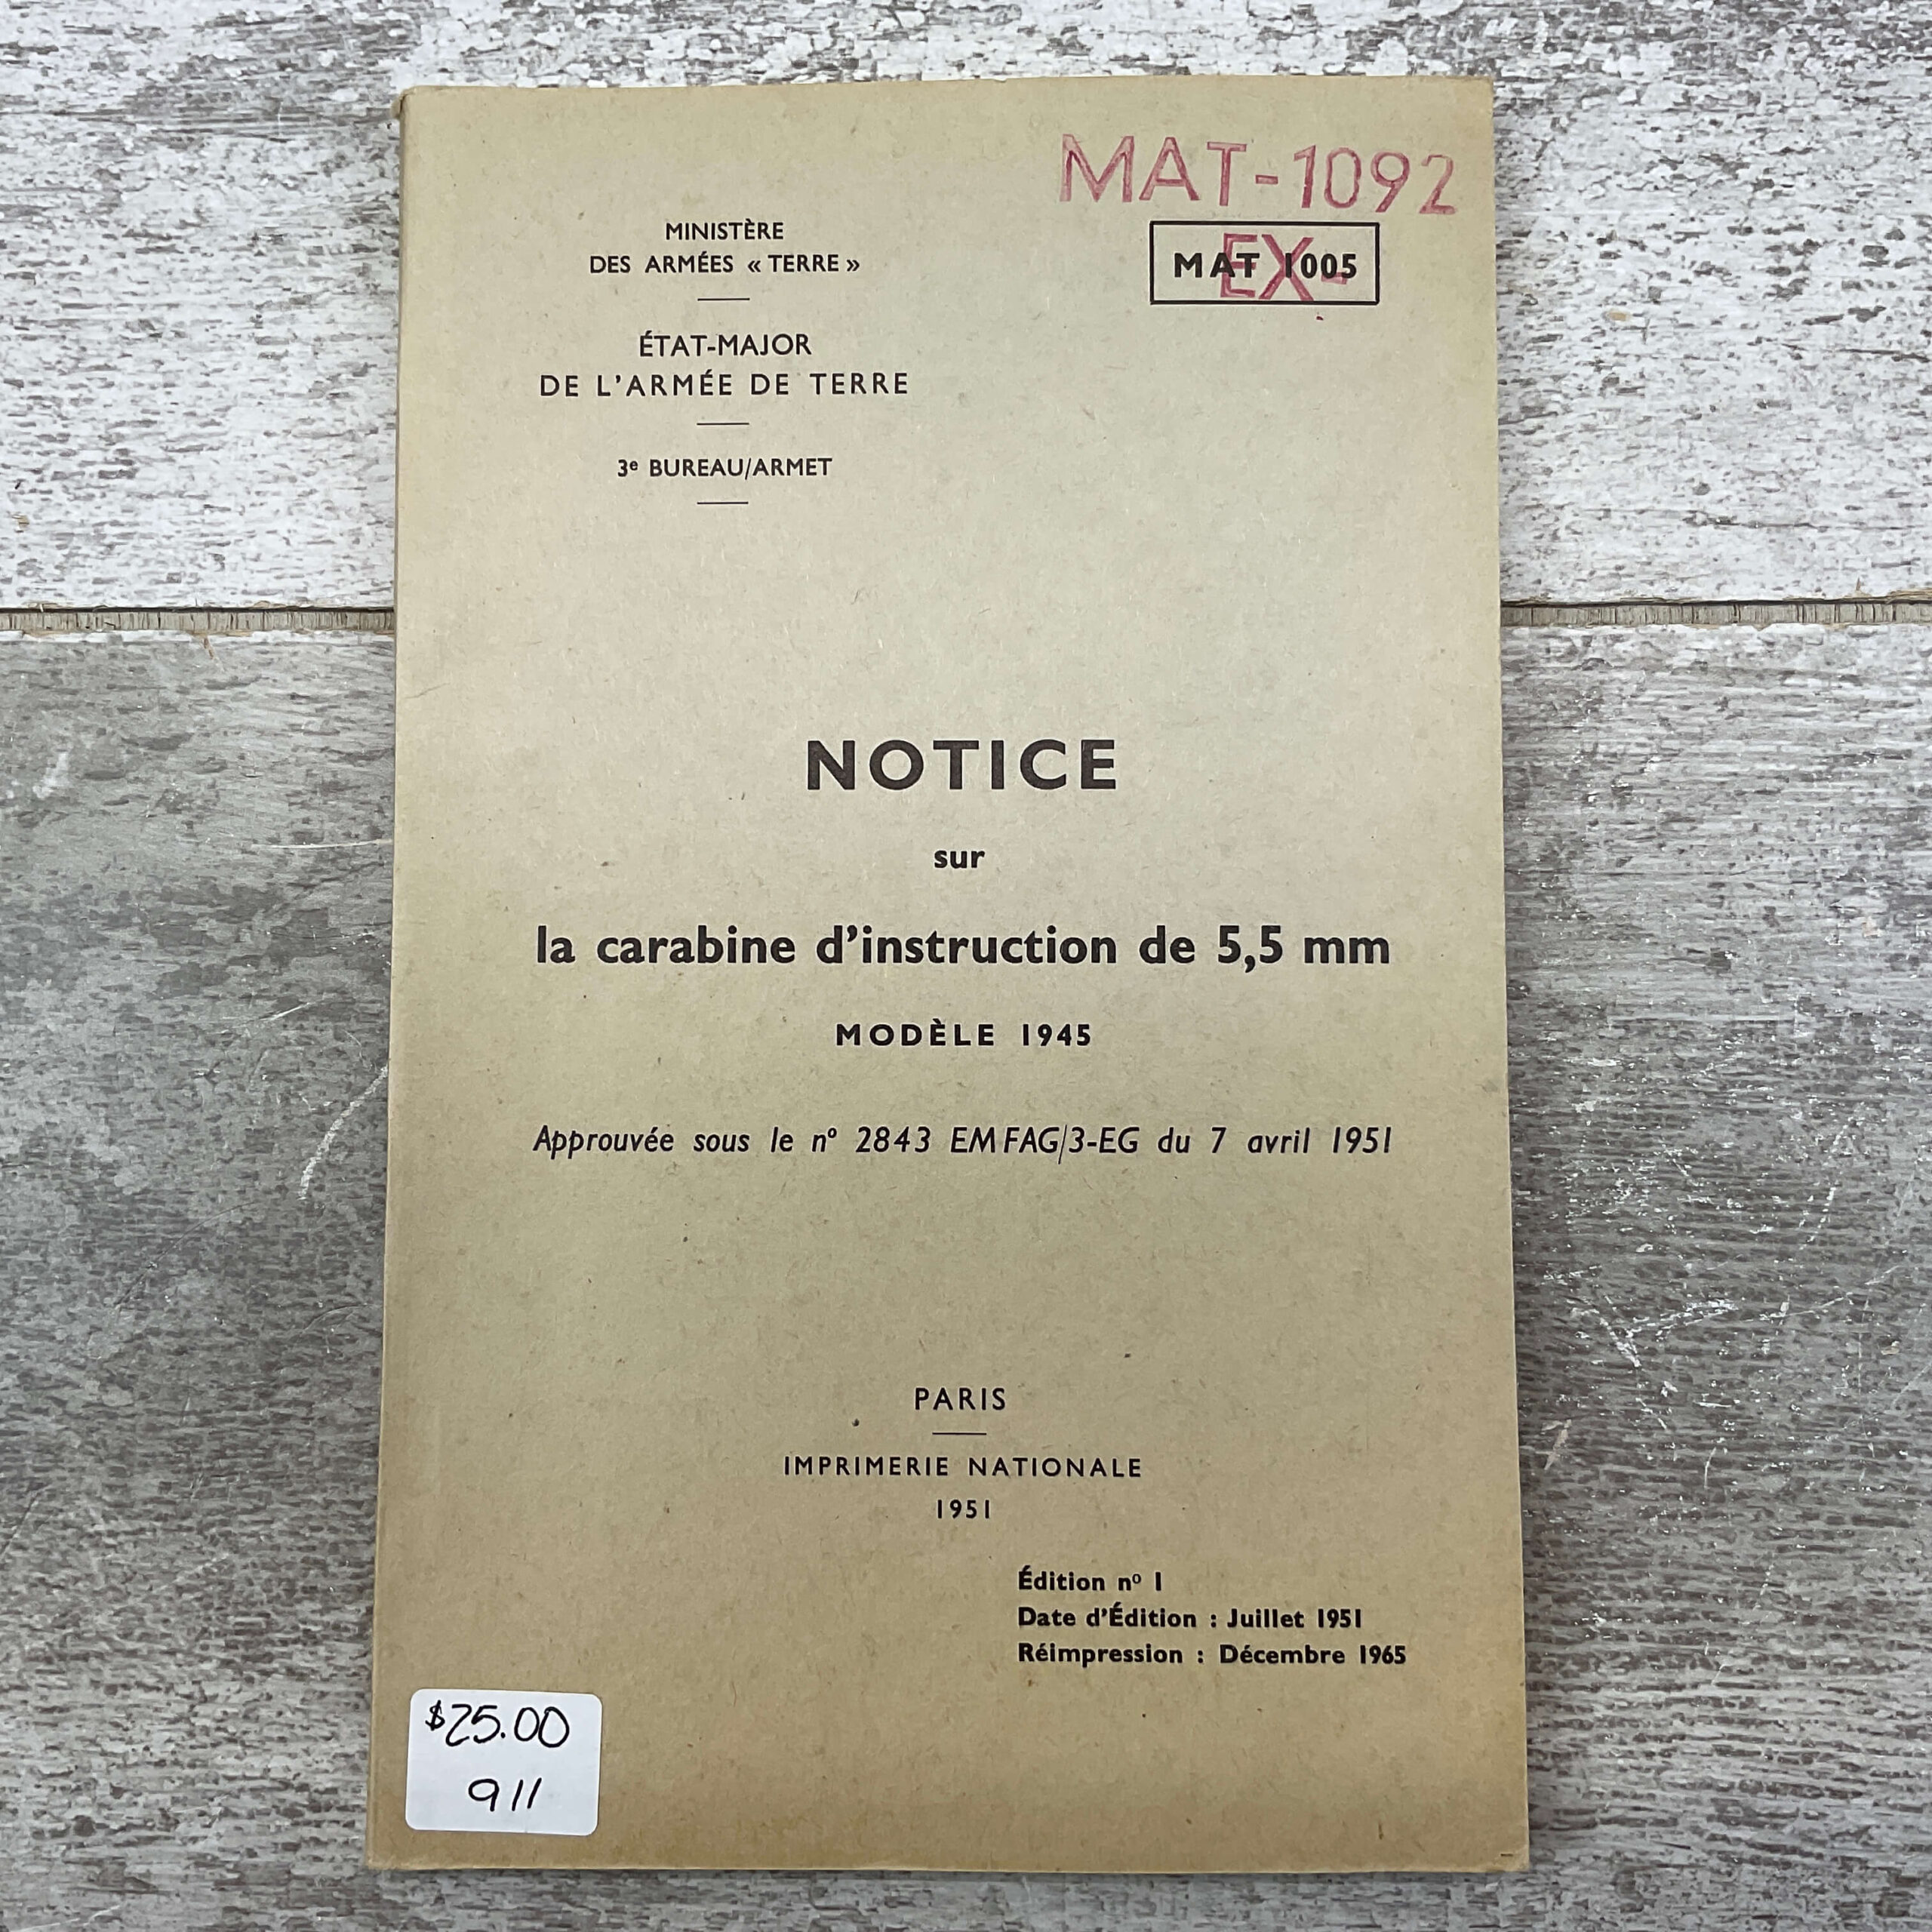 MAT-1092
MINISTÈRE
DES ARMÉES « TERRE »
MAT 1005
EX-
ÉTAT-MAJOR
DE L'ARMÉE DE TERRE
3e BUREAU/ARMET
NOTICE
sur
la carabine d'instruction de 5,5 mm
MODÈLE 1945
Approuvée sous le nº 2843 EMFAG/3-EG du 7 avril 1951
PARIS
IMPRIMERIE NATIONALE
1951
Édition nº 1
Date d'Édition : Juillet 1951
Réimpression : Décembre 1965
$25.00
911